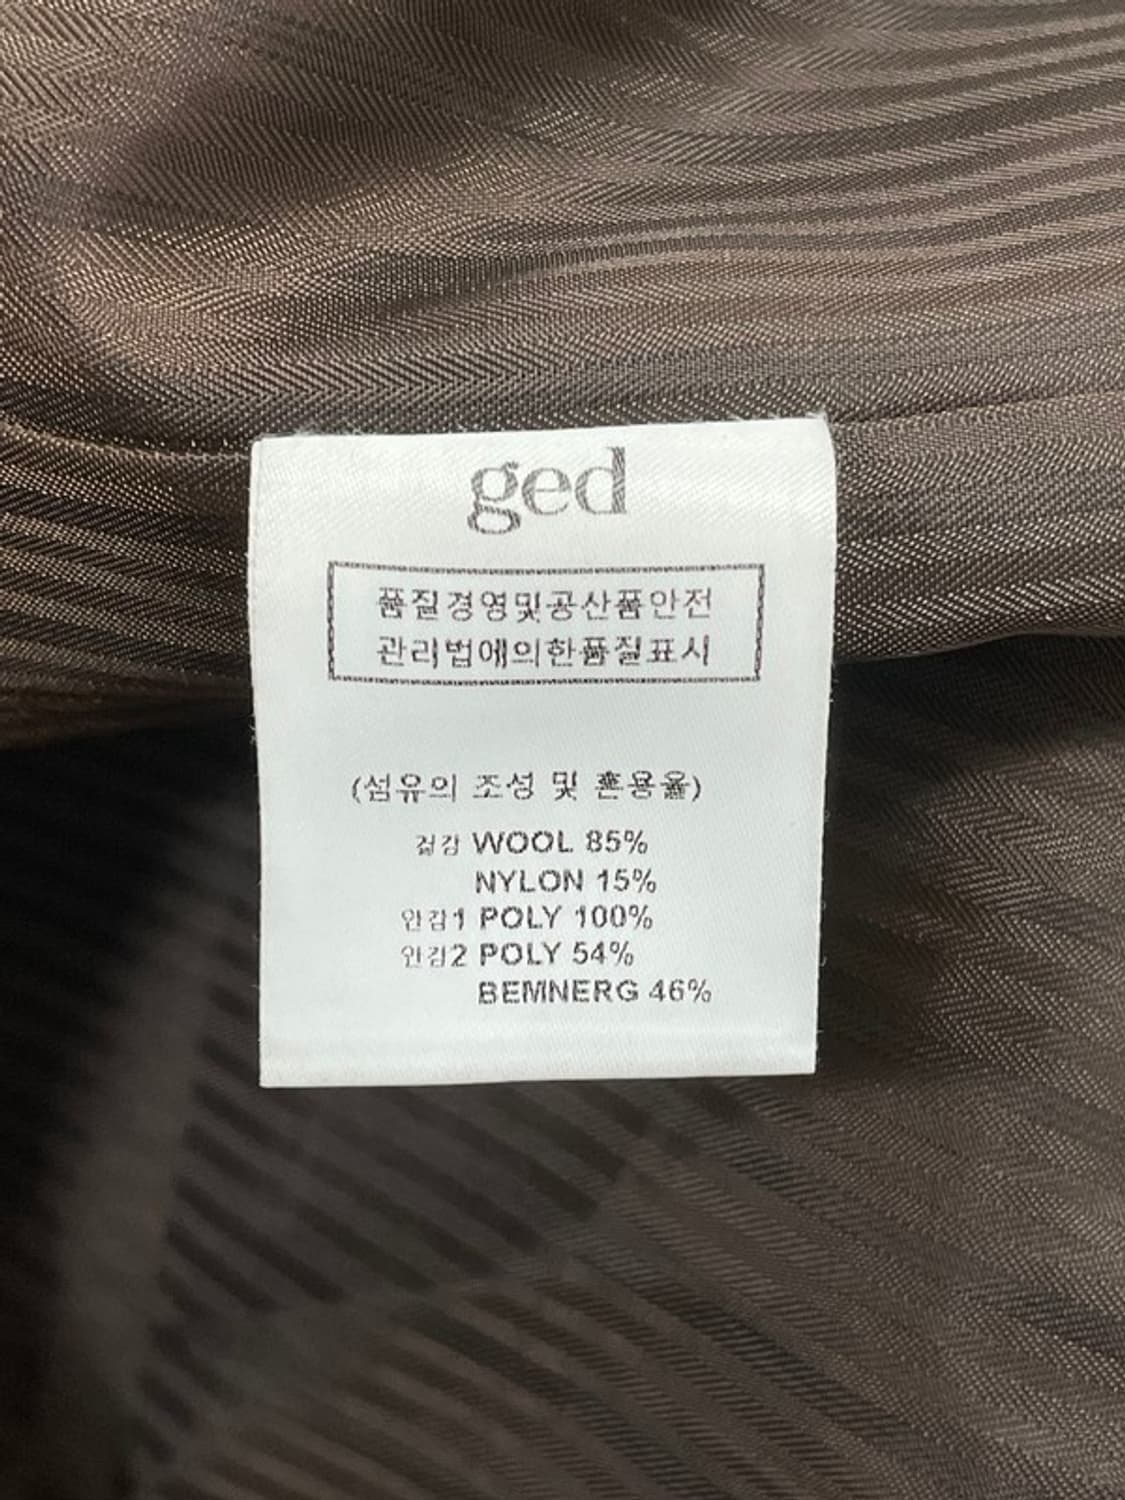 ged
품질경영및공산품안전
관리법에의한품질표시
(섬유의 조성 및 혼용율)
겉감 WOOL 85%
NYLON 15%
안감1 POLY 100%
안감2 POLY 54%
BEMNERG 46%